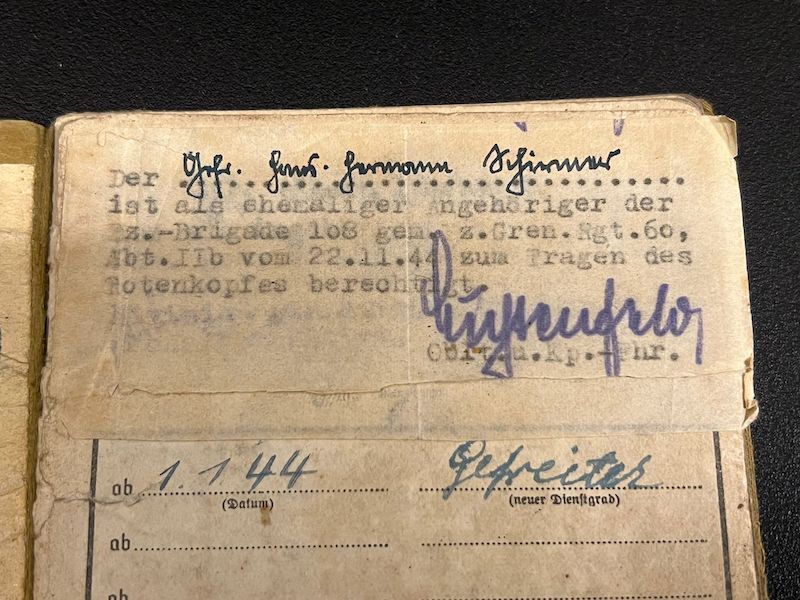 Der Gefr. Hans-Hermann Schirmer
ist als ehemaliger Angehöriger der
Pz.-Brigade 108 gem. Pz.Gren.Rgt.60,
Abt.IIb vom 22.11.44 zum Tragen des
Totenkopfes berechtigt
Oblt.u.Kp.-Fhr.
ab 1.1.44 Gefreiter
(Datum) (neuer Dienstgrad)
ab
ab